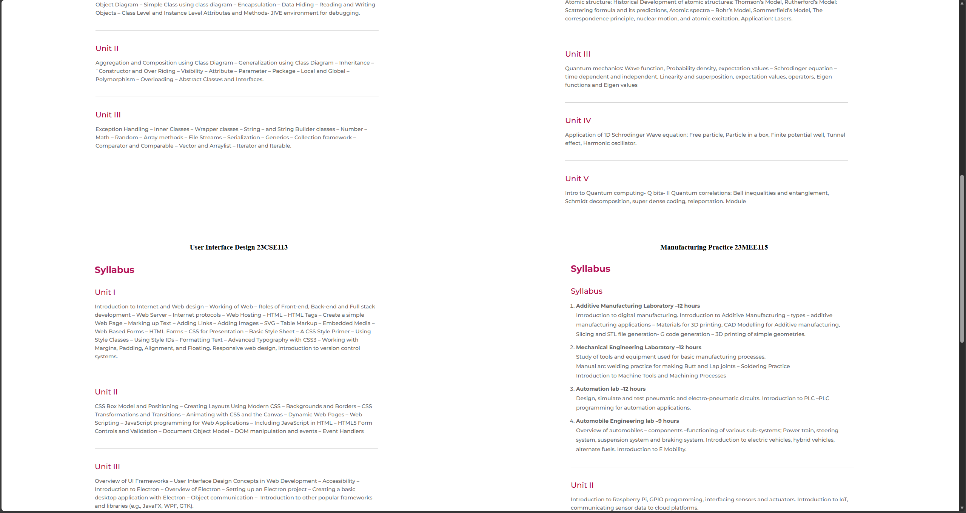 Object Diagram – Simple Class using class diagram – Encapsulation – Data Hiding – Reading and Writing
Objects – Class Level and Instance Level Attributes and Methods- JIVE environment for debugging.
Unit II
Aggregation and Composition using Class Diagram – Generalization using Class Diagram – Inheritance –
Constructor and Over Riding – Visibility – Attribute – Parameter – Package – Local and Global –
Polymorphism – Overloading – Abstract Classes and Interfaces.
Unit III
Exception Handling – Inner Classes – Wrapper classes – String – and String Builder classes – Number –
Math – Random – Array methods – File Streams – Serialization – Generics – Collection framework –
Comparator and Comparable – Vector and Arraylist – Iterator and Iterable.
Atomic structure: Historical Development of atomic structures: Thomson's Model, Rutherford's Model:
Scattering formula and its predictions, Atomic spectra – Bohr's Model, Sommerfield's Model, The
correspondence principle, nuclear motion, and atomic excitation, Application: Lasers.
Unit III
Quantum mechanics: Wave function, Probability density, expectation values – Schrodinger equation –
time dependent and independent, Linearity and superposition, expectation values, operators, Eigen
functions and Eigen values
Unit IV
Application of 1D Schrodinger Wave equation: Free particle, Particle in a box, Finite potential well, Tunnel
effect, Harmonic oscillator.
Unit V
Intro to Quantum computing- Q bits- II Quantum correlations: Bell inequalities and entanglement,
Schmidt decomposition, super dense coding, teleportation. Module
User Interface Design 23CSE113
Syllabus
Unit I
Introduction to Internet and Web design – Working of Web – Roles of Front-end, Back-end and Full-stack
development – Web Server – Internet protocols – Web Hosting – HTML – HTML Tags – Create a simple
Web Page – Marking up Text – Adding Links – Adding Images – SVG – Table Markup – Embedded Media –
Web Based Forms – HTML Forms – CSS for Presentation – Basic Style Sheet – A CSS Style Primer – Using
Style Classes – Using Style IDs – Formatting Text – Advanced Typography with CSS3 – Working with
Margins, Padding, Alignment, and Floating. Responsive web design. Introduction to version control
systems.
Unit II
CSS Box Model and Positioning – Creating Layouts Using Modern CSS – Backgrounds and Borders – CSS
Transformations and Transitions – Animating with CSS and the Canvas – Dynamic Web Pages – Web
Scripting – JavaScript programming for Web Applications – Including JavaScript in HTML – HTML5 Form
Controls and Validation – Document Object Model – DOM manipulation and events – Event Handlers
Unit III
Overview of UI Frameworks – User Interface Design Concepts in Web Development – Accessibility –
Introduction to Electron – Overview of Electron – Setting up an Electron project – Creating a basic
desktop application with Electron – Object communication – Introduction to other popular frameworks
and libraries (e.g., JavaFX, WPF, GTK).
Manufacturing Practice 23MEE115
Syllabus
Syllabus
1. Additive Manufacturing Laboratory -12 hours
Introduction to digital manufacturing, Introduction to Additive Manufacturing – types – additive
manufacturing applications – Materials for 3D printing. CAD Modelling for Additive manufacturing,
Slicing and STL file generation- G code generation – 3D printing of simple geometries
2. Mechanical Engineering Laboratory -12 hours
Study of tools and equipment used for basic manufacturing processes.
Manual arc welding practice for making Butt and Lap joints – Soldering Practice
Introduction to Machine Tools and Machining Processes
3. Automation lab -12 hours
Design, simulate and test pneumatic and electro-pneumatic circuits. Introduction to PLC –PLC
programming for automation applications.
4. Automobile Engineering lab -9 hours
Overview of automobiles – components -functioning of various sub-systems: Power train, steering
system, suspension system and braking system. Introduction to electric vehicles, hybrid vehicles,
alternate fuels. Introduction to E Mobility.
Unit II
Introduction to Raspberry PI, GPIO programming, interfacing sensors and actuators. Introduction to IoT,
communicating sensor data to cloud platforms.